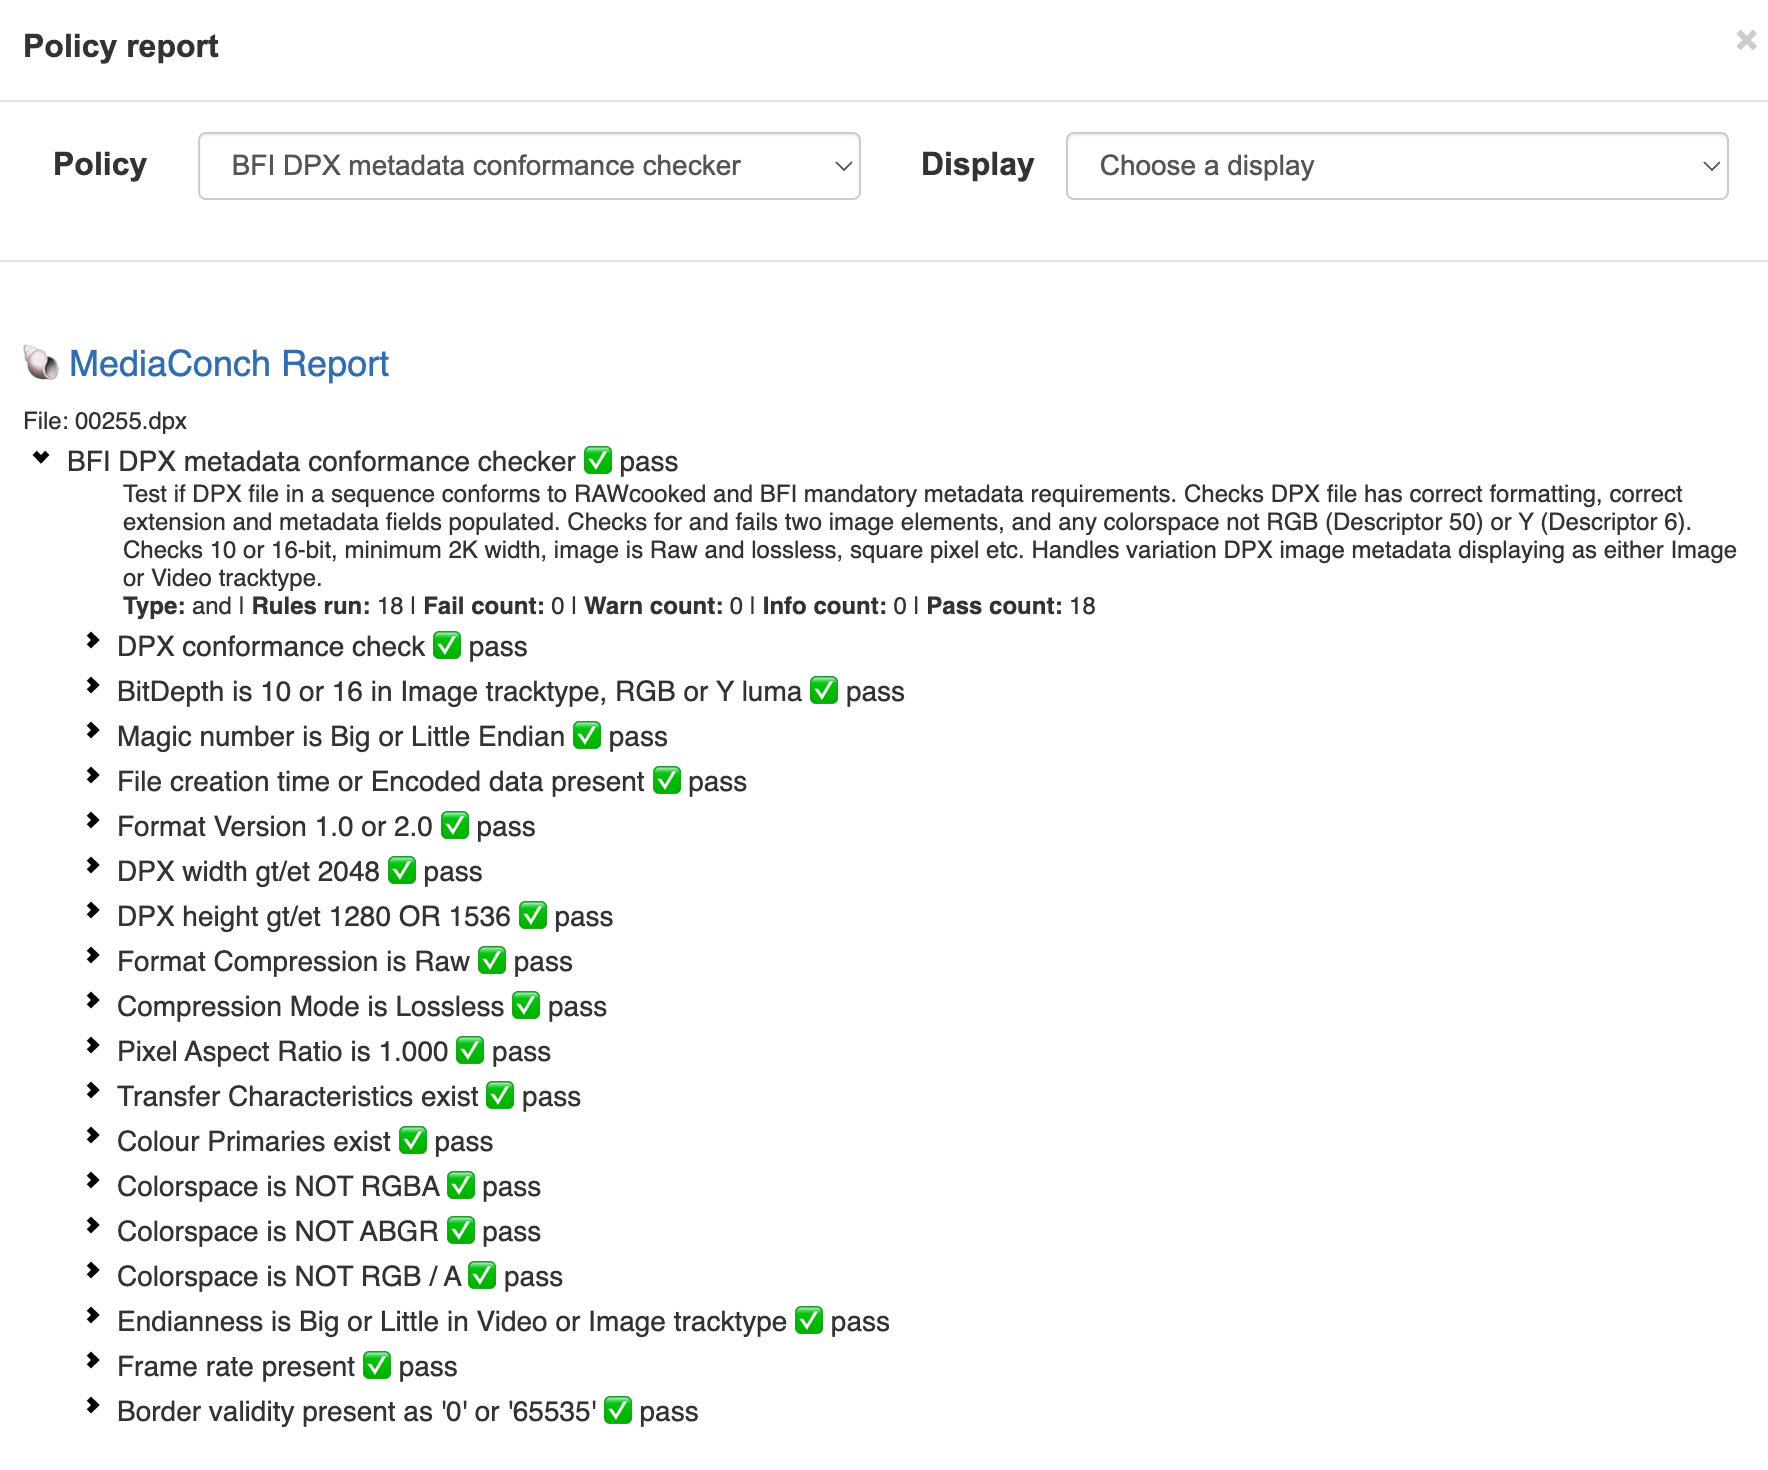 Policy report ×
Policy BFI DPX metadata conformance checker Display Choose a display
MediaConch Report
File: 00255.dpx
BFI DPX metadata conformance checker ✅ pass
Test if DPX file in a sequence conforms to RAWcooked and BFI mandatory metadata requirements. Checks DPX file has correct formatting, correct
extension and metadata fields populated. Checks for and fails two image elements, and any colorspace not RGB (Descriptor 50) or Y (Descriptor 6).
Checks 10 or 16-bit, minimum 2K width, image is Raw and lossless, square pixel etc. Handles variation DPX image metadata displaying as either Image
or Video tracktype.
Type: and | Rules run: 18 | Fail count: 0 | Warn count: 0 | Info count: 0 | Pass count: 18
DPX conformance check ✅ pass
BitDepth is 10 or 16 in Image tracktype, RGB or Y luma ✅ pass
Magic number is Big or Little Endian ✅ pass
File creation time or Encoded data present ✅ pass
Format Version 1.0 or 2.0 ✅ pass
DPX width gt/et 2048 ✅ pass
DPX height gt/et 1280 OR 1536 ✅ pass
Format Compression is Raw ✅ pass
Compression Mode is Lossless ✅ pass
Pixel Aspect Ratio is 1.000 ✅ pass
Transfer Characteristics exist ✅ pass
Colour Primaries exist ✅ pass
Colorspace is NOT RGBA ✅ pass
Colorspace is NOT ABGR ✅ pass
Colorspace is NOT RGB / A ✅ pass
Endianness is Big or Little in Video or Image tracktype ✅ pass
Frame rate present ✅ pass
Border validity present as '0' or '65535' ✅ pass